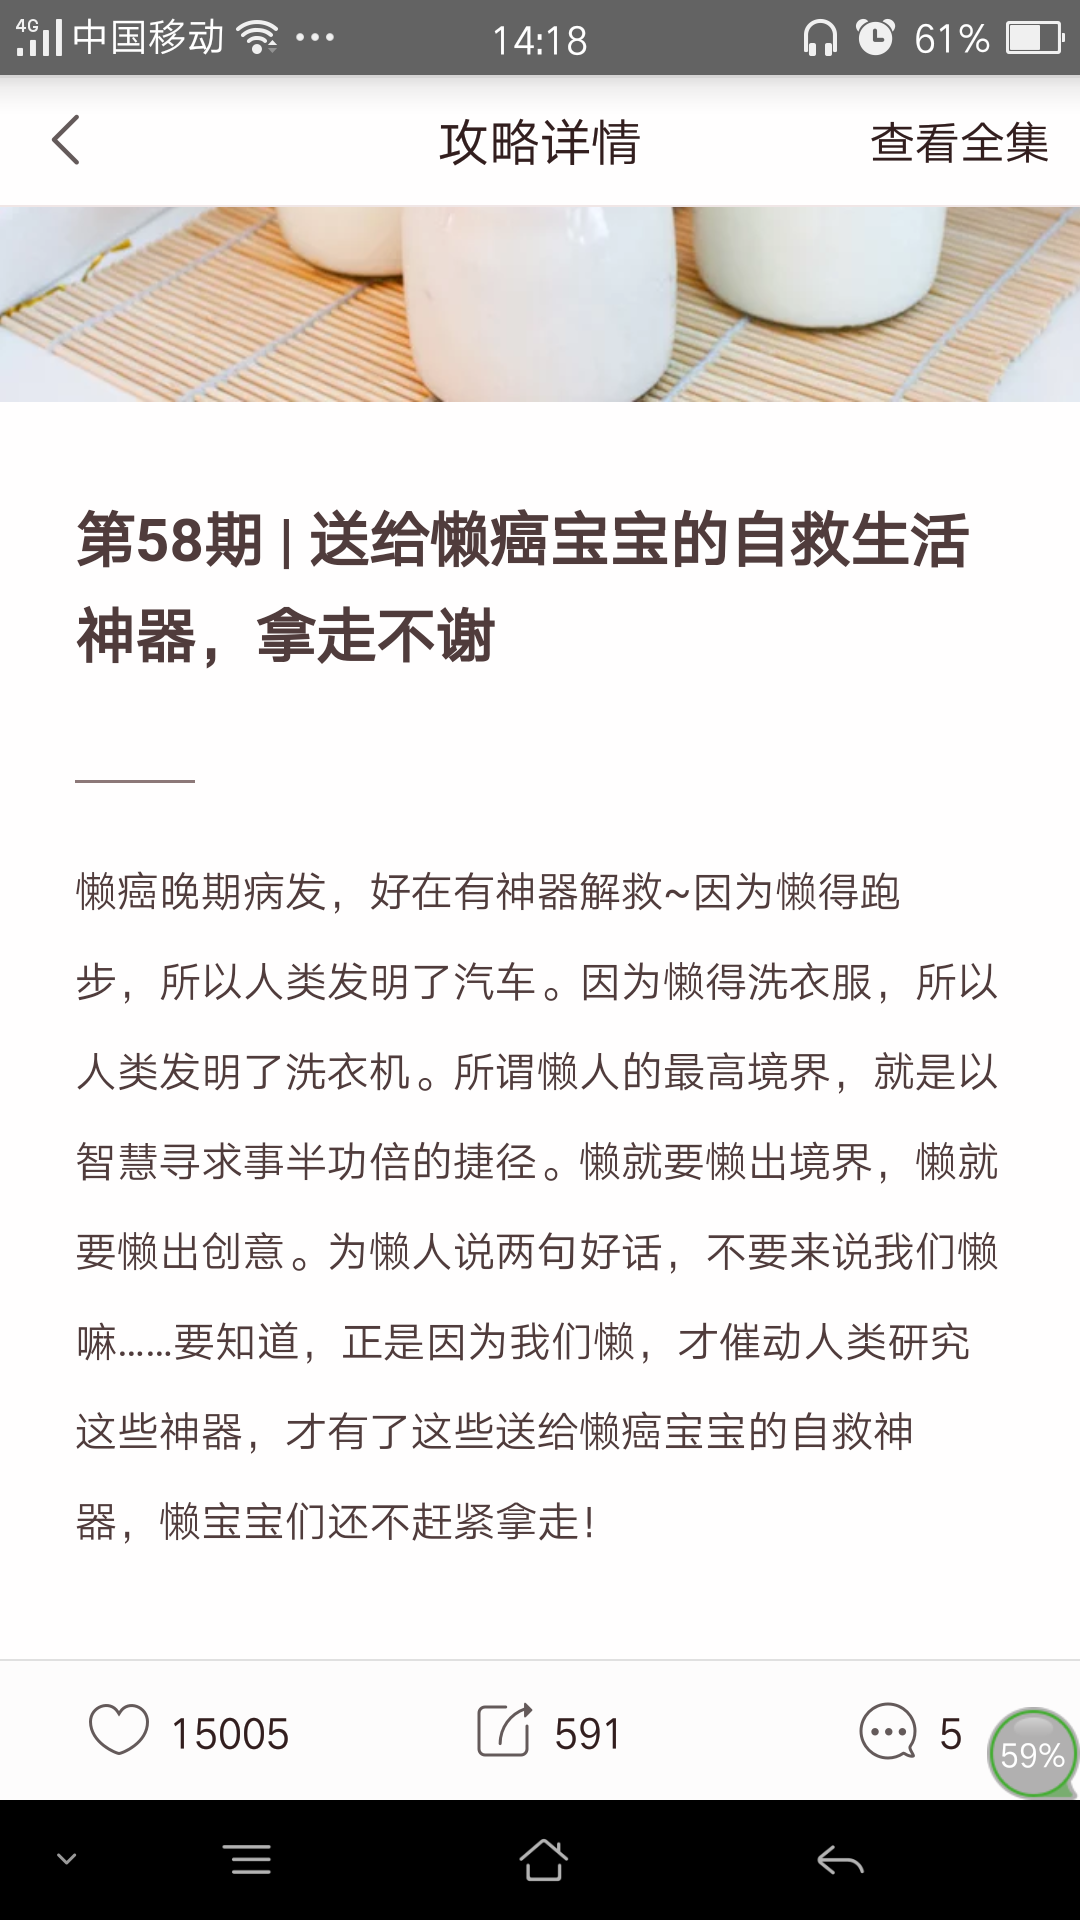 4G 中国移动 14:18 61%
攻略详情 查看全集
第58期 | 送给懒癌宝宝的自救生活
神器，拿走不谢
懒癌晚期病发，好在有神器解救~因为懒得跑
步，所以人类发明了汽车。因为懒得洗衣服，所以
人类发明了洗衣机。所谓懒人的最高境界，就是以
智慧寻求事半功倍的捷径。懒就要懒出境界，懒就
要懒出创意。为懒人说两句好话，不要来说我们懒
嘛……要知道，正是因为我们懒，才催动人类研究
这些神器，才有了这些送给懒癌宝宝的自救神
器，懒宝宝们还不赶紧拿走！
15005 591 5
59%